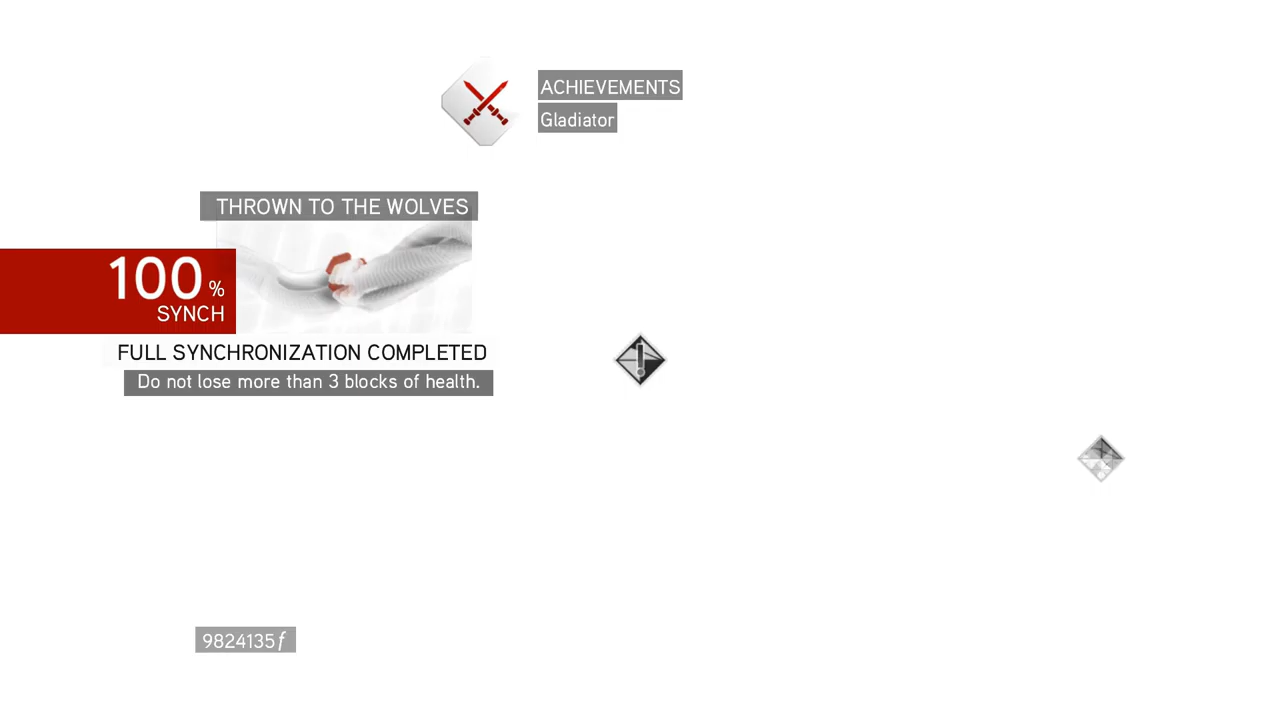 ACHIEVEMENTS
Gladiator
THROWN TO THE WOLVES
100%
SYNCH
FULL SYNCHRONIZATION COMPLETED
Do not lose more than 3 blocks of health.
9824135ƒ